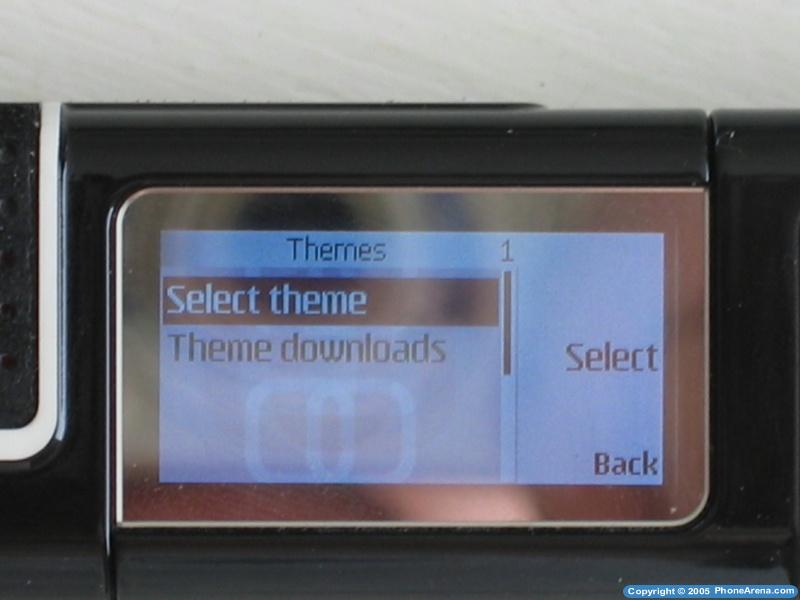 Themes 1
Select theme
Theme downloads
Select
Back
Copyright © 2005 PhoneArena.com